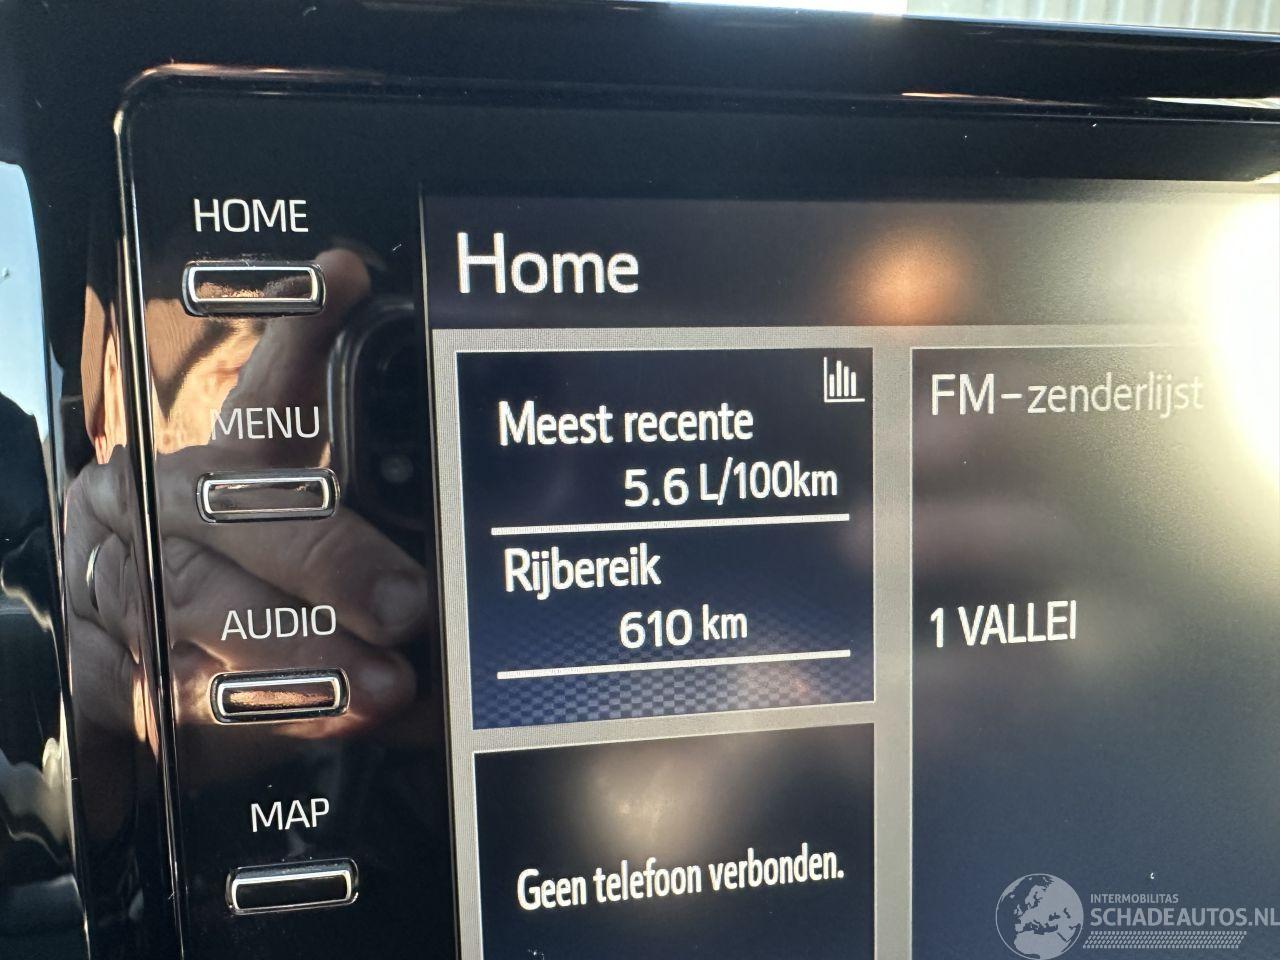 HOME
MENU
AUDIO
MAP
Home
Meest recente
5.6 L/100km
Rijbereik
610 km
Geen telefoon verbonden.
FM-zenderlijst
1 VALLEI
INTERMOBILITAS
SCHADEAUTOS.NL